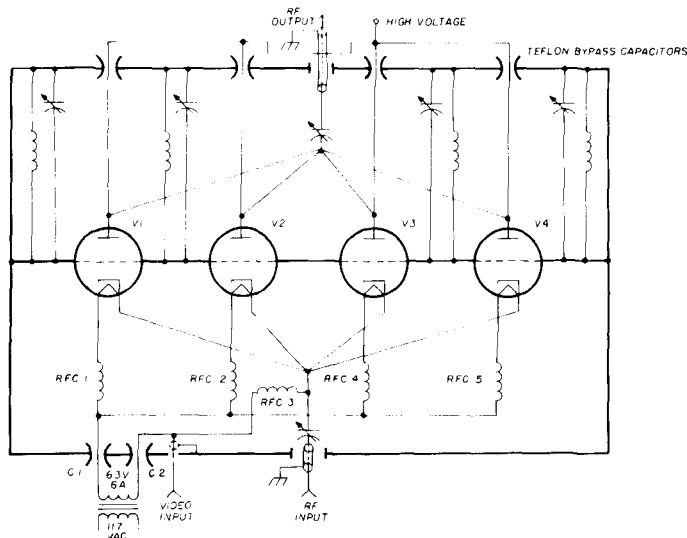 RF
OUTPUT
HIGH VOLTAGE
TEFLON BYPASS CAPACITORS
V1
V2
V3
V4
RFC 1
RFC 2
RFC 3
RFC 4
RFC 5
C1
6.3V
6A
C2
117
VAC
VIDEO
INPUT
RF
INPUT